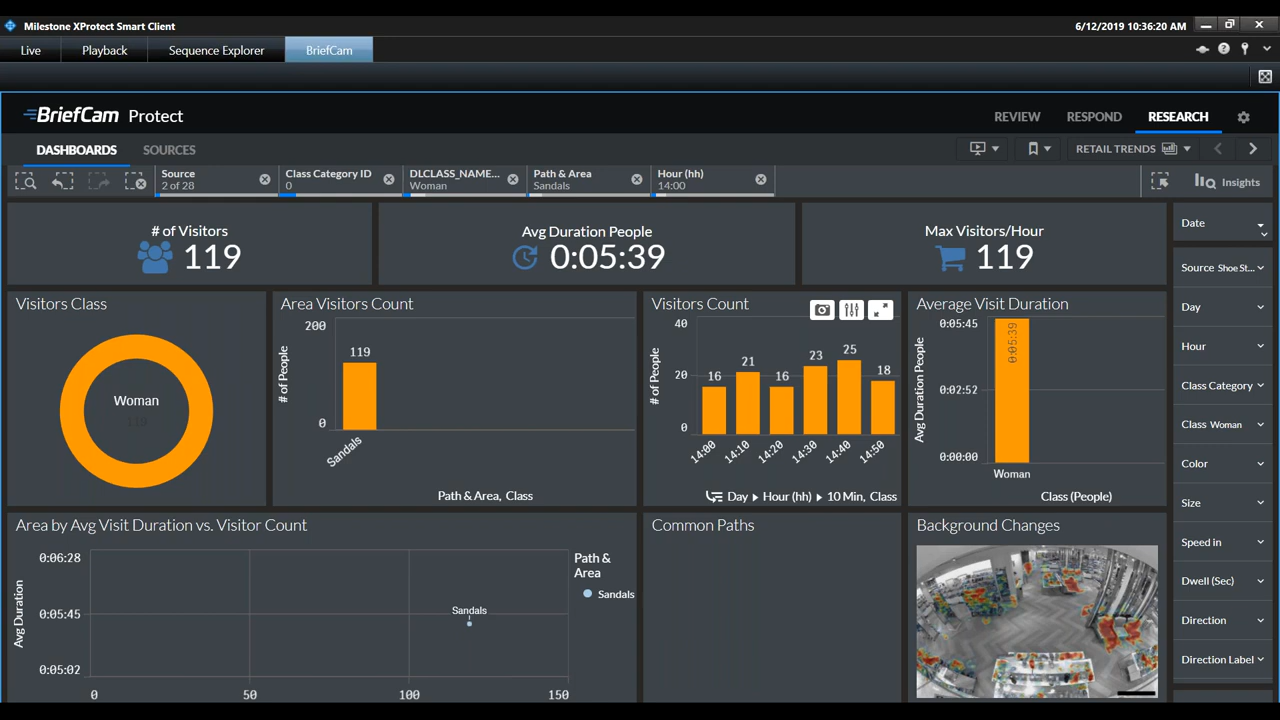 Milestone XProtect Smart Client
6/12/2019 10:36:20 AM
Live
Playback
Sequence Explorer
BriefCam
BriefCam Protect
REVIEW
RESPOND
RESEARCH
DASHBOARDS
SOURCES
RETAIL TRENDS
Source
2 of 28
Class Category ID
0
DLCLASS_NAME...
Woman
Path & Area
Sandals
Hour (hh)
14:00
Insights
# of Visitors
119
Avg Duration People
0:05:39
Max Visitors/Hour
119
Date
Source Shoe St...
Day
Hour
Class Category
Class Woman
Color
Size
Speed in
Dwell (Sec)
Direction
Direction Label
Visitors Class
Woman
119
Area Visitors Count
# of People
200
0
119
Sandals
Path & Area, Class
Visitors Count
# of People
40
20
0
16
21
16
23
25
18
14:00
14:10
14:20
14:30
14:40
14:50
Day
Hour (hh)
10 Min, Class
Average Visit Duration
Avg Duration People
0:05:45
0:02:52
0:00:00
0:05:39
Woman
Class (People)
Area by Avg Visit Duration vs. Visitor Count
Avg Duration
0:06:28
0:05:45
0:05:02
Sandals
0
50
100
150
Path &
Area
Sandals
Common Paths
Background Changes